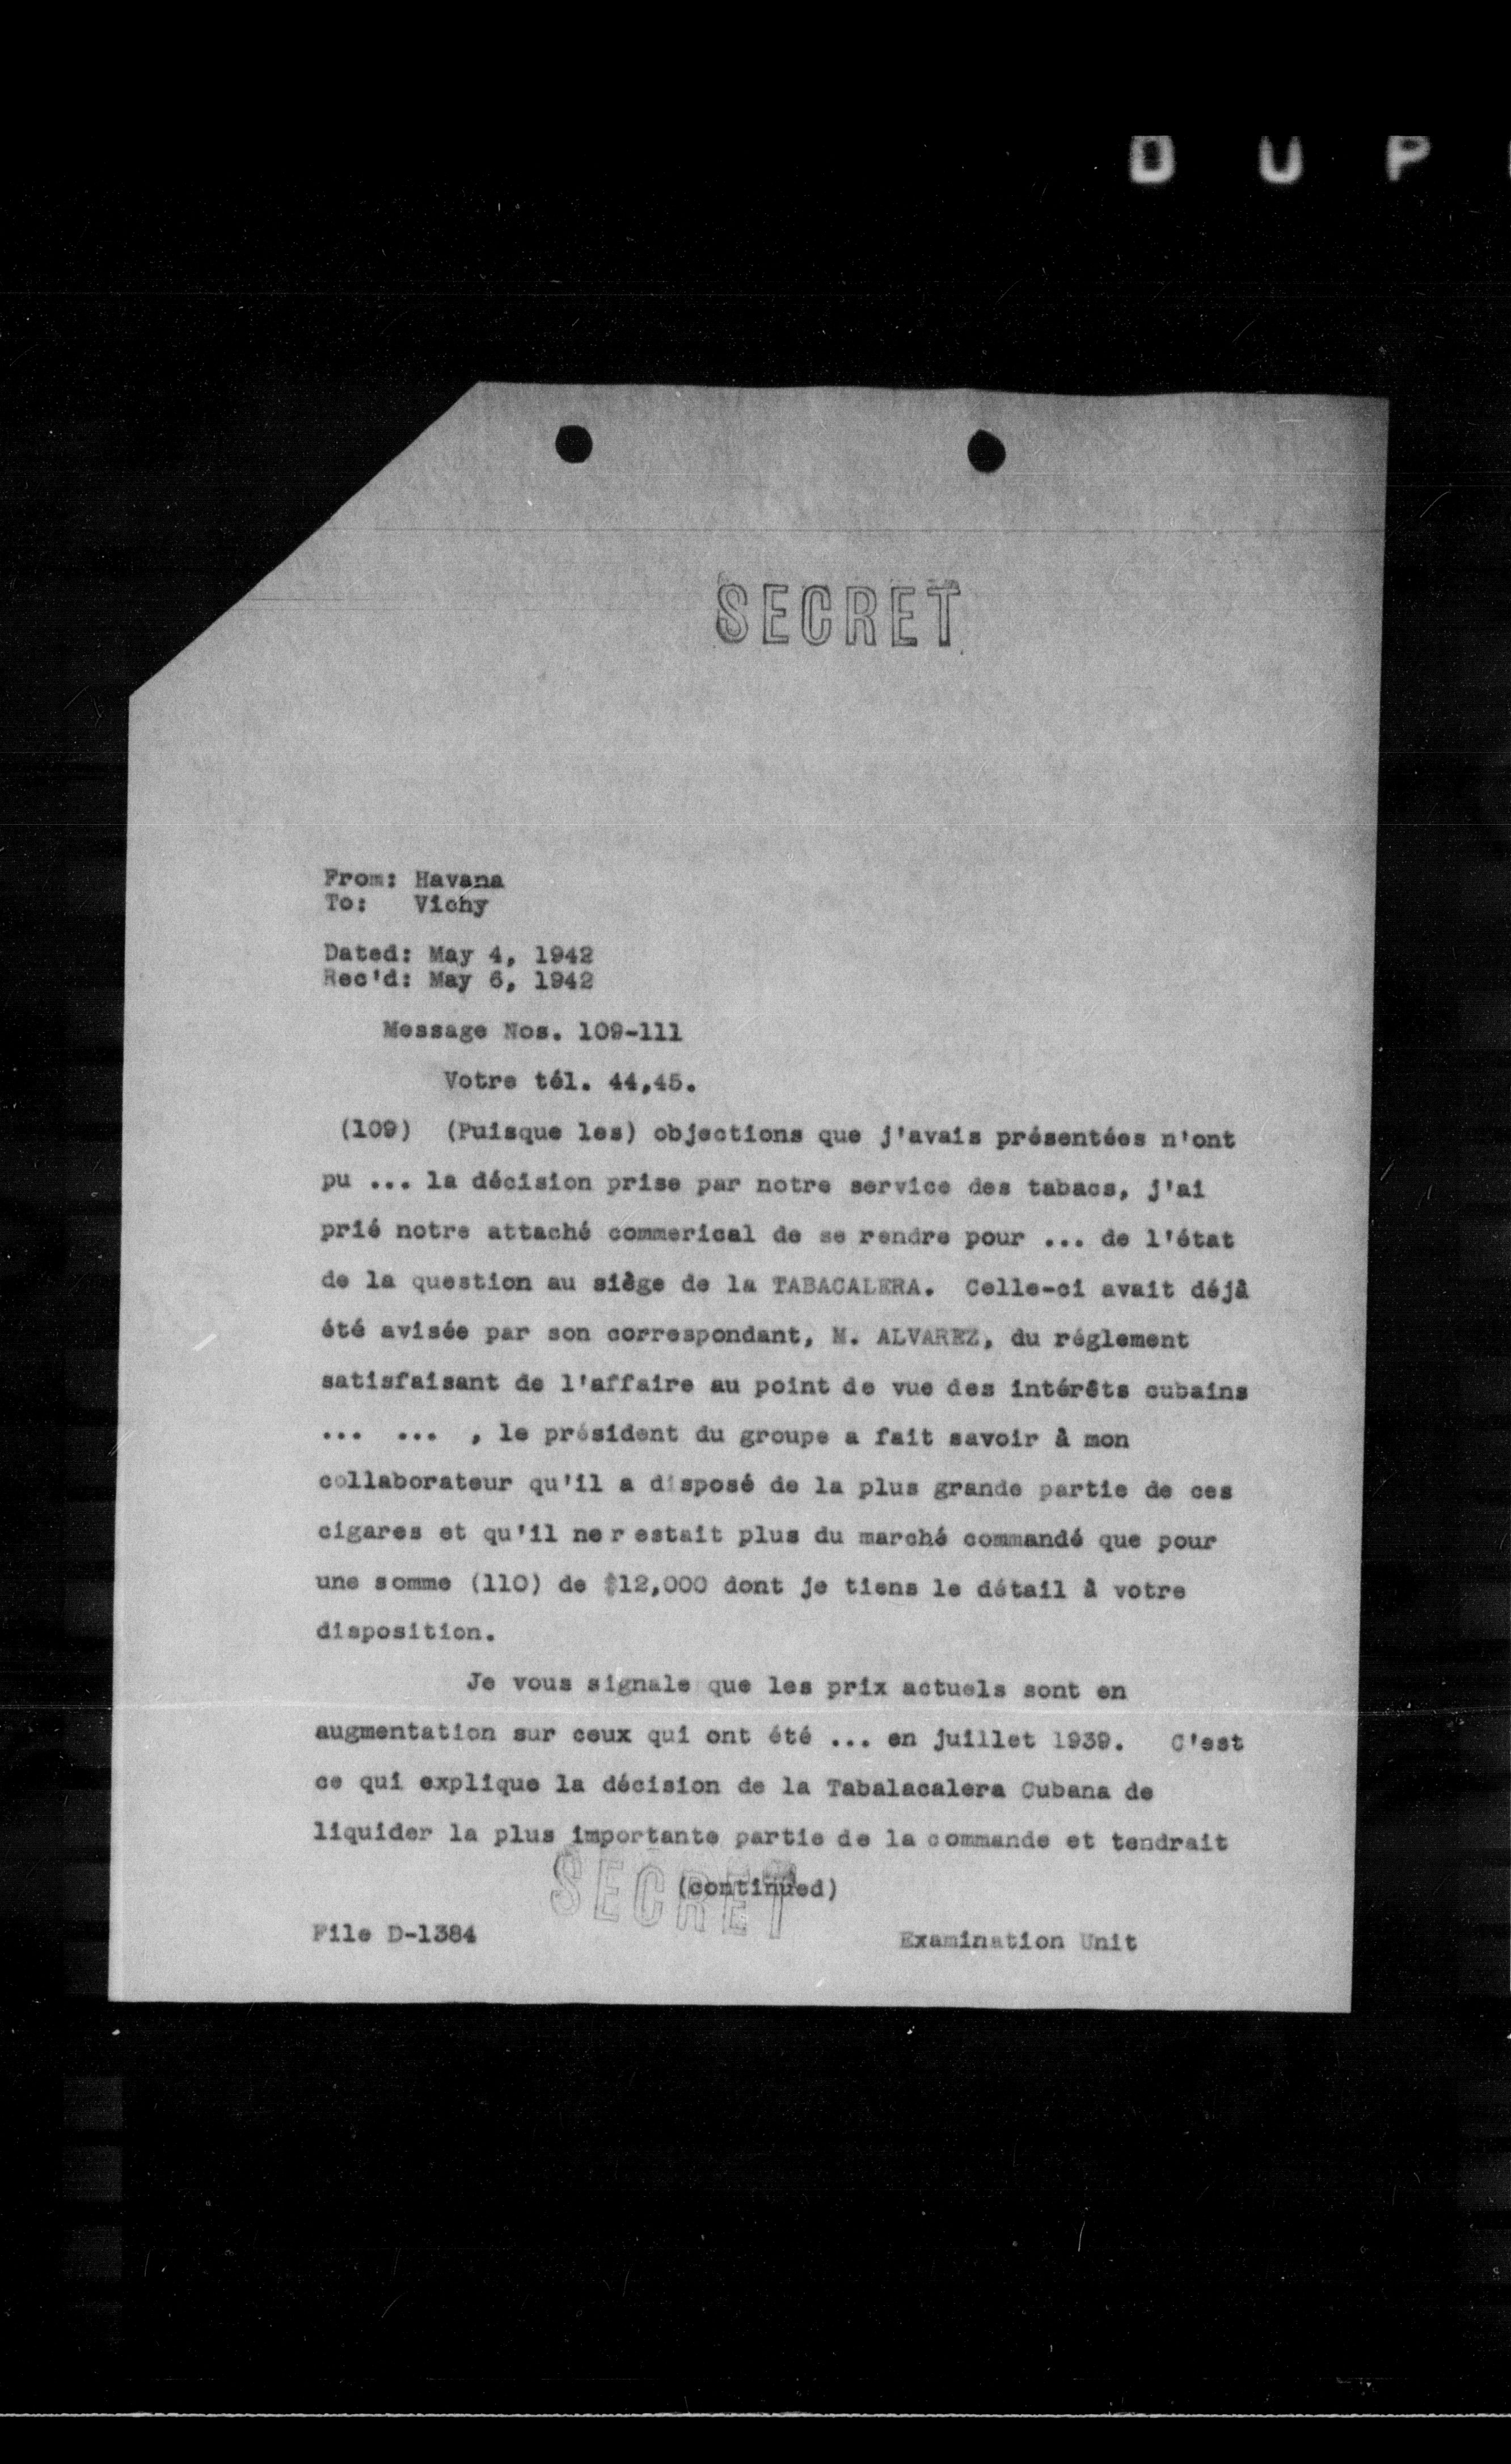 D U P
SECRET
From: Havana
To: Vichy
Dated: May 4, 1942
Rec'd: May 6, 1942
Message Nos. 109-111
Votre tél. 44,45.
(109) (Puisque les) objections que j'avais présentées n'ont
pu ... la décision prise par notre service des tabacs, j'ai
prié notre attaché commerical de se rendre pour ... de l'état
de la question au siège de la TABACALERA. Celle-ci avait déjà
été avisée par son correspondant, M. ALVAREZ, du réglement
satisfaisant de l'affaire au point de vue des intérêts cubains
... ... , le président du groupe a fait savoir à mon
collaborateur qu'il a disposé de la plus grande partie de ces
cigares et qu'il ne restait plus du marché commandé que pour
une somme (110) de $12,000 dont je tiens le détail à votre
disposition.
Je vous signale que les prix actuels sont en
augmentation sur ceux qui ont été ... en juillet 1939. C'est
ce qui explique la décision de la Tabalacalera Cubana de
liquider la plus importante partie de la commande et tendrait
(continued)
SECRET
File D-1384 Examination Unit